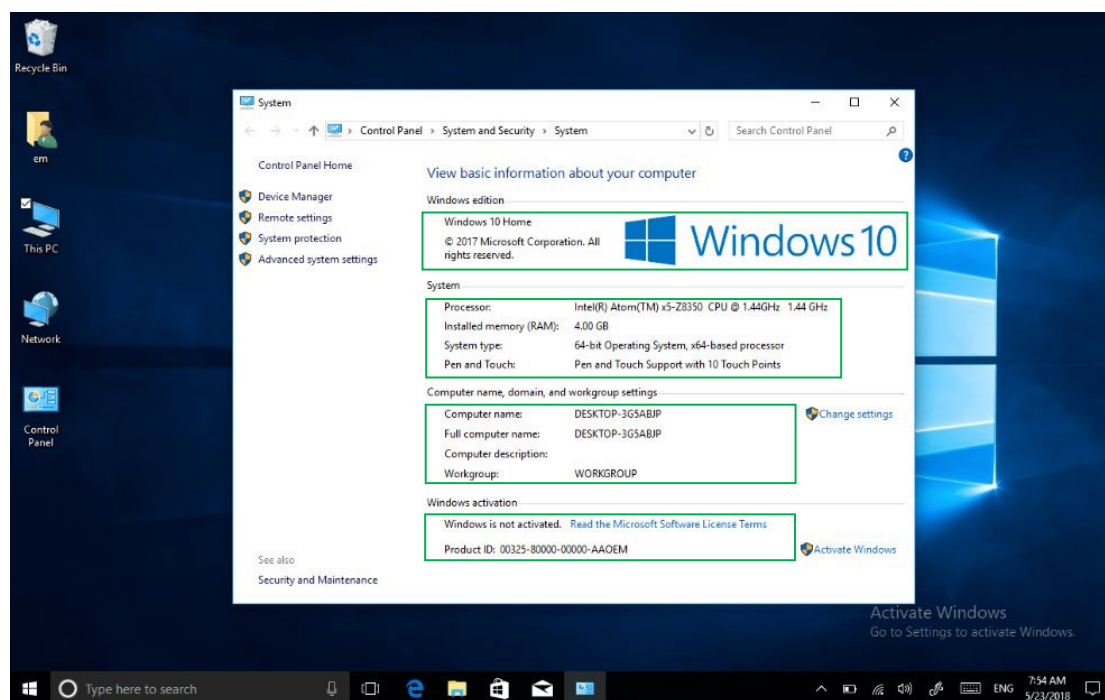 Recycle Bin
em
This PC
Network
Control
Panel
System
Control Panel › System and Security › System
Search Control Panel
Control Panel Home
Device Manager
Remote settings
System protection
Advanced system settings
See also
Security and Maintenance
View basic information about your computer
Windows edition
Windows 10 Home
© 2017 Microsoft Corporation. All
rights reserved.
Windows 10
System
Processor: Intel(R) Atom(TM) x5-Z8350 CPU @ 1.44GHz 1.44 GHz
Installed memory (RAM): 4.00 GB
System type: 64-bit Operating System, x64-based processor
Pen and Touch: Pen and Touch Support with 10 Touch Points
Computer name, domain, and workgroup settings
Computer name: DESKTOP-3G5ABJP
Change settings
Full computer name: DESKTOP-3G5ABJP
Computer description:
Workgroup: WORKGROUP
Windows activation
Windows is not activated. Read the Microsoft Software License Terms
Product ID: 00325-80000-00000-AAOEM
Activate Windows
Activate Windows
Go to Settings to activate Windows.
Type here to search
ENG
7:54 AM
5/23/2018